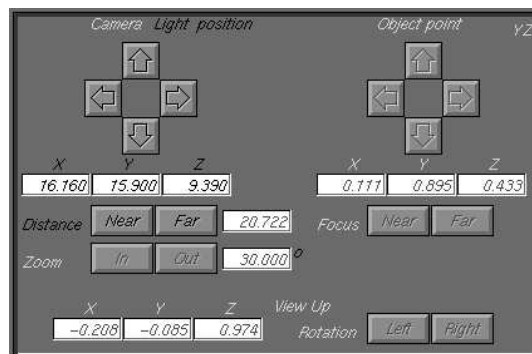 Camera Light position Object point YZ
X Y Z X Y Z
16.160 15.900 9.390 0.111 0.895 0.433
Distance Near Far 20.722 Focus Near Far
Zoom In Out 30.000 o
X Y Z View Up
-0.208 -0.085 0.974 Rotation Left Right